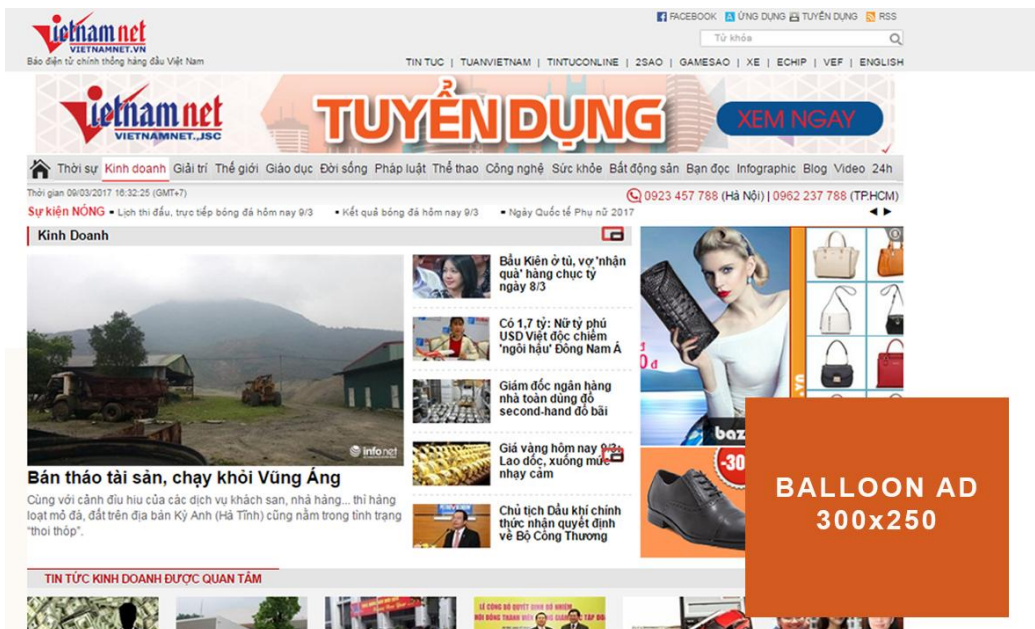 FACEBOOK ỨNG DỤNG TUYỂN DỤNG RSS
Vietnamnet
VIETNAMNET.VN
Từ khóa
Báo điện tử chính thống hàng đầu Việt Nam
TIN TUC | TUANVIETNAM | TINTUCONLINE | 2SAO | GAMESAO | XE | ECHIP | VEF | ENGLISH
Vietnamnet
VIETNAMNET.,JSC
TUYỂN DỤNG
XEM NGAY
Thời sự Kinh doanh Giải trí Thế giới Giáo dục Đời sống Pháp luật Thể thao Công nghệ Sức khỏe Bất động sản Bạn đọc Infographic Blog Video 24h
Thời gian 09/03/2017 16:32:25 (GMT+7)
0923 457 788 (Hà Nội) | 0962 237 788 (TP.HCM)
Sự kiện NÓNG ▪ Lịch thi đấu, trực tiếp bóng đá hôm nay 9/3 ▪ Kết quả bóng đá hôm nay 9/3 ▪ Ngày Quốc tế Phụ nữ 2017
Kinh Doanh
infonet
Bán tháo tài sản, chạy khỏi Vũng Áng
Cùng với cảnh đìu hiu của các dịch vụ khách sạn, nhà hàng... thì hàng
loạt mỏ đá, đất trên địa bàn Kỳ Anh (Hà Tĩnh) cũng nằm trong tình trạng
"thoi thóp".
Bầu Kiên ở tù, vợ 'nhận
quà' hàng chục tỷ
ngày 8/3
Có 1,7 tỷ: Nữ tỷ phú
USD Việt độc chiếm
'ngôi hậu' Đông Nam Á
Giám đốc ngân hàng
nhà toàn dùng đồ
second-hand đồ bãi
Giá vàng hôm nay 9/3:
Lao dốc, xuống mức
nhạy cảm
Chủ tịch Dầu khí chính
thức nhận quyết định
về Bộ Công Thương
0 đ
baz
-30
BALLOON AD
300x250
TIN TỨC KINH DOANH ĐƯỢC QUAN TÂM
LỄ CÔNG BỐ QUYẾT ĐỊNH BỔ NHIỆM